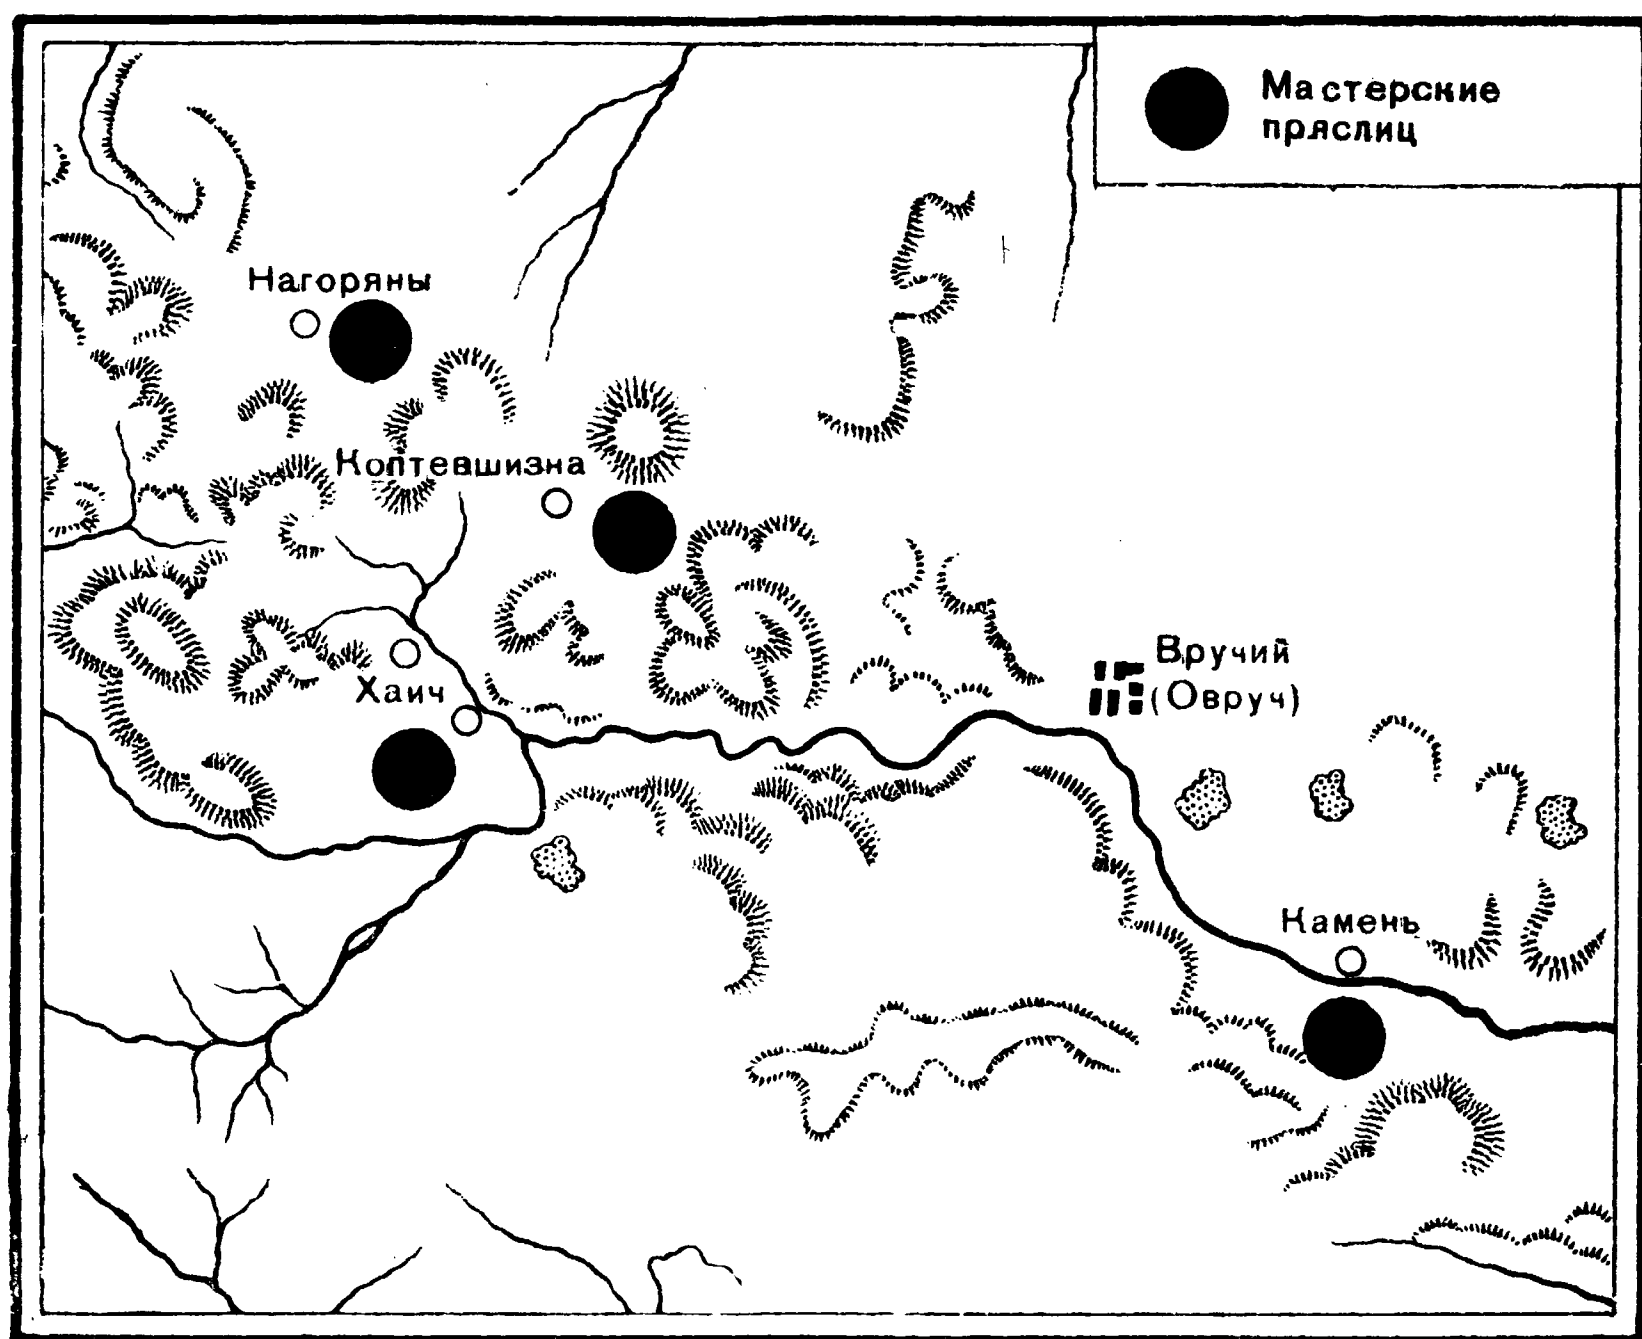 Мастерские
пряслиц
Нагоряны
Коптевшизна
Вручий
(Овруч)
Хаич
Камень